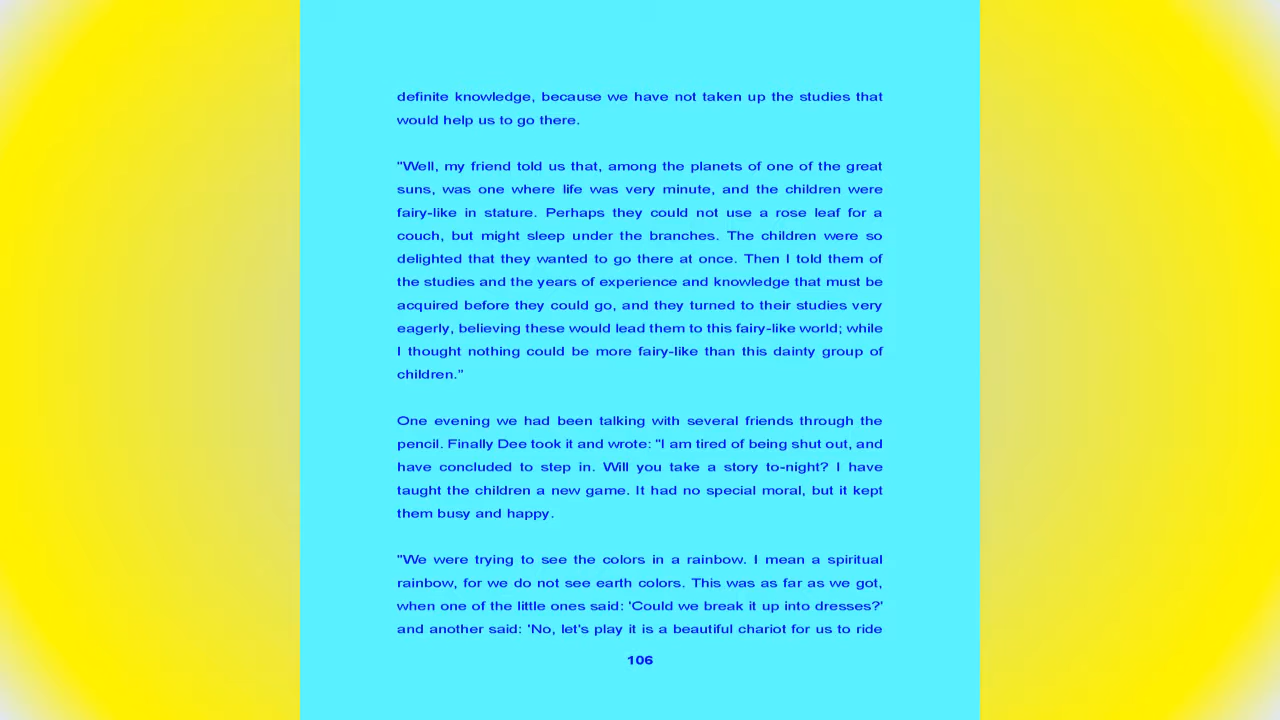 definite knowledge, because we have not taken up the studies that
would help us to go there.
"Well, my friend told us that, among the planets of one of the great
suns, was one where life was very minute, and the children were
fairy-like in stature. Perhaps they could not use a rose leaf for a
couch, but might sleep under the branches. The children were so
delighted that they wanted to go there at once. Then I told them of
the studies and the years of experience and knowledge that must be
acquired before they could go, and they turned to their studies very
eagerly, believing these would lead them to this fairy-like world; while
I thought nothing could be more fairy-like than this dainty group of
children."
One evening we had been talking with several friends through the
pencil. Finally Dee took it and wrote: "I am tired of being shut out, and
have concluded to step in. Will you take a story to-night? I have
taught the children a new game. It had no special moral, but it kept
them busy and happy.
"We were trying to see the colors in a rainbow. I mean a spiritual
rainbow, for we do not see earth colors. This was as far as we got,
when one of the little ones said: 'Could we break it up into dresses?'
and another said: 'No, let's play it is a beautiful chariot for us to ride
106